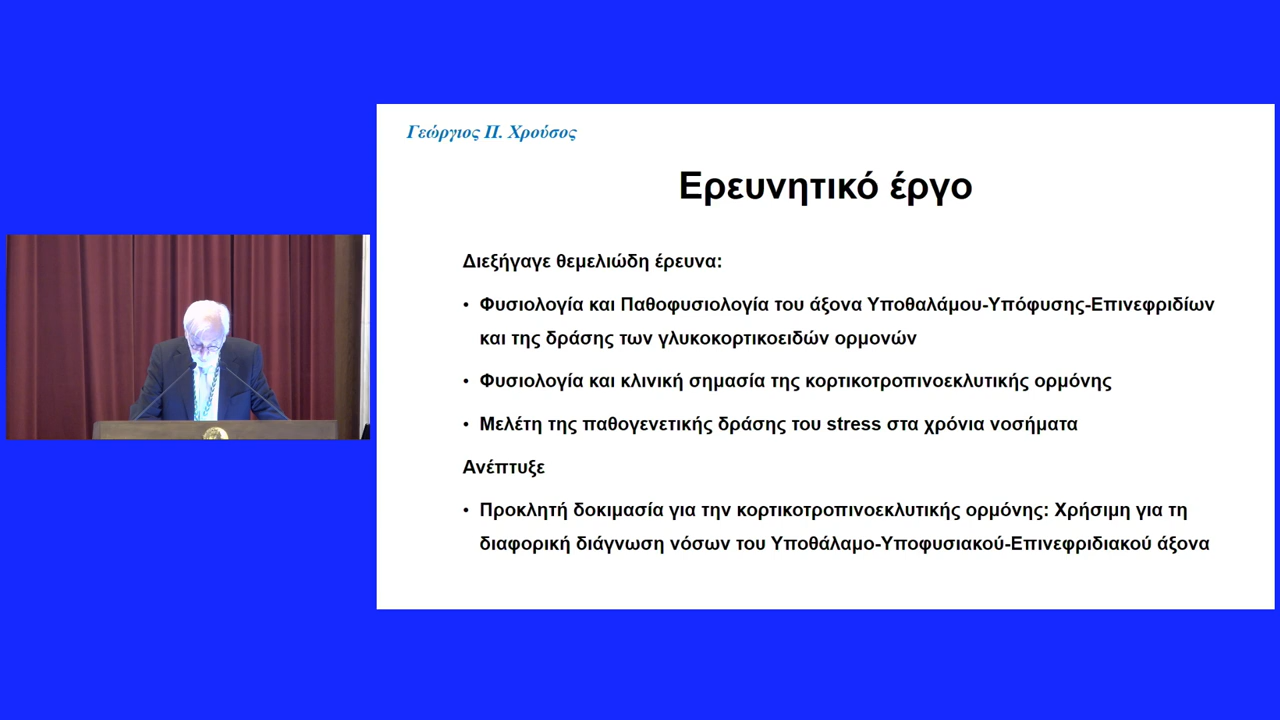 Γεώργιος Π. Χρούσος
Ερευνητικό έργο
Διεξήγαγε θεμελιώδη έρευνα:
• Φυσιολογία και Παθοφυσιολογία του άξονα Υποθαλάμου-Υπόφυσης-Επινεφριδίων
και της δράσης των γλυκοκορτικοειδών ορμονών
• Φυσιολογία και κλινική σημασία της κορτικοτροπινοεκλυτικής ορμόνης
• Μελέτη της παθογενετικής δράσης του stress στα χρόνια νοσήματα
Ανέπτυξε
• Προκλητή δοκιμασία για την κορτικοτροπινοεκλυτικής ορμόνης: Χρήσιμη για τη
διαφορική διάγνωση νόσων του Υποθάλαμο-Υποφυσιακού-Επινεφριδιακού άξονα